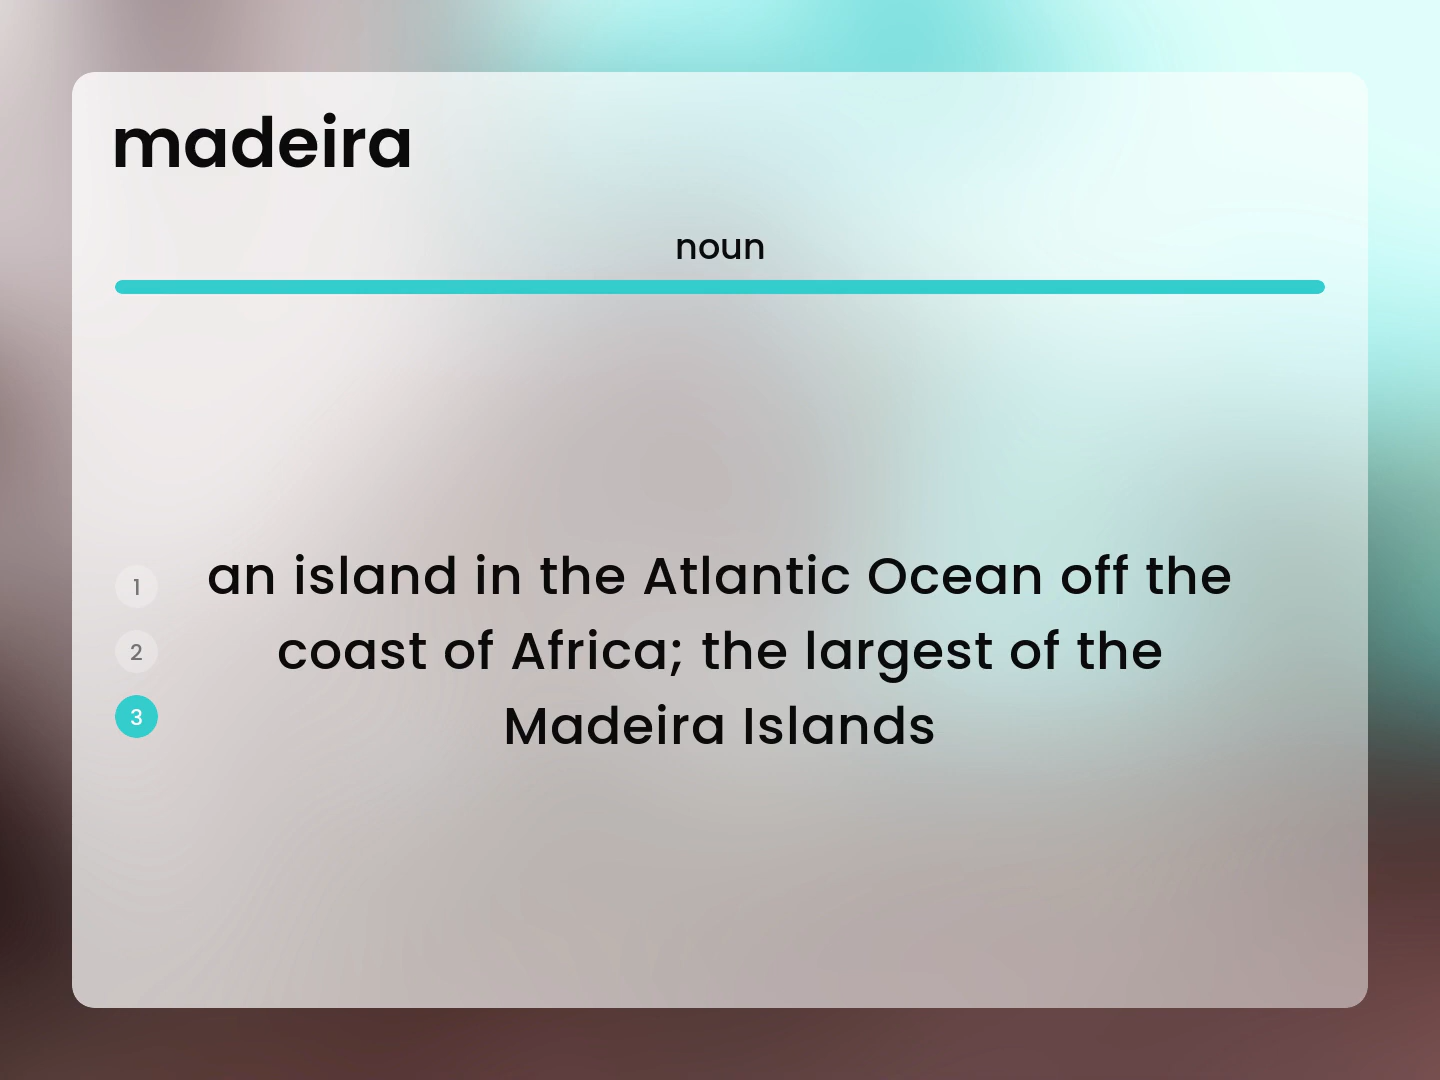 madeira
noun
1
2
3
an island in the Atlantic Ocean off the
coast of Africa; the largest of the
Madeira Islands